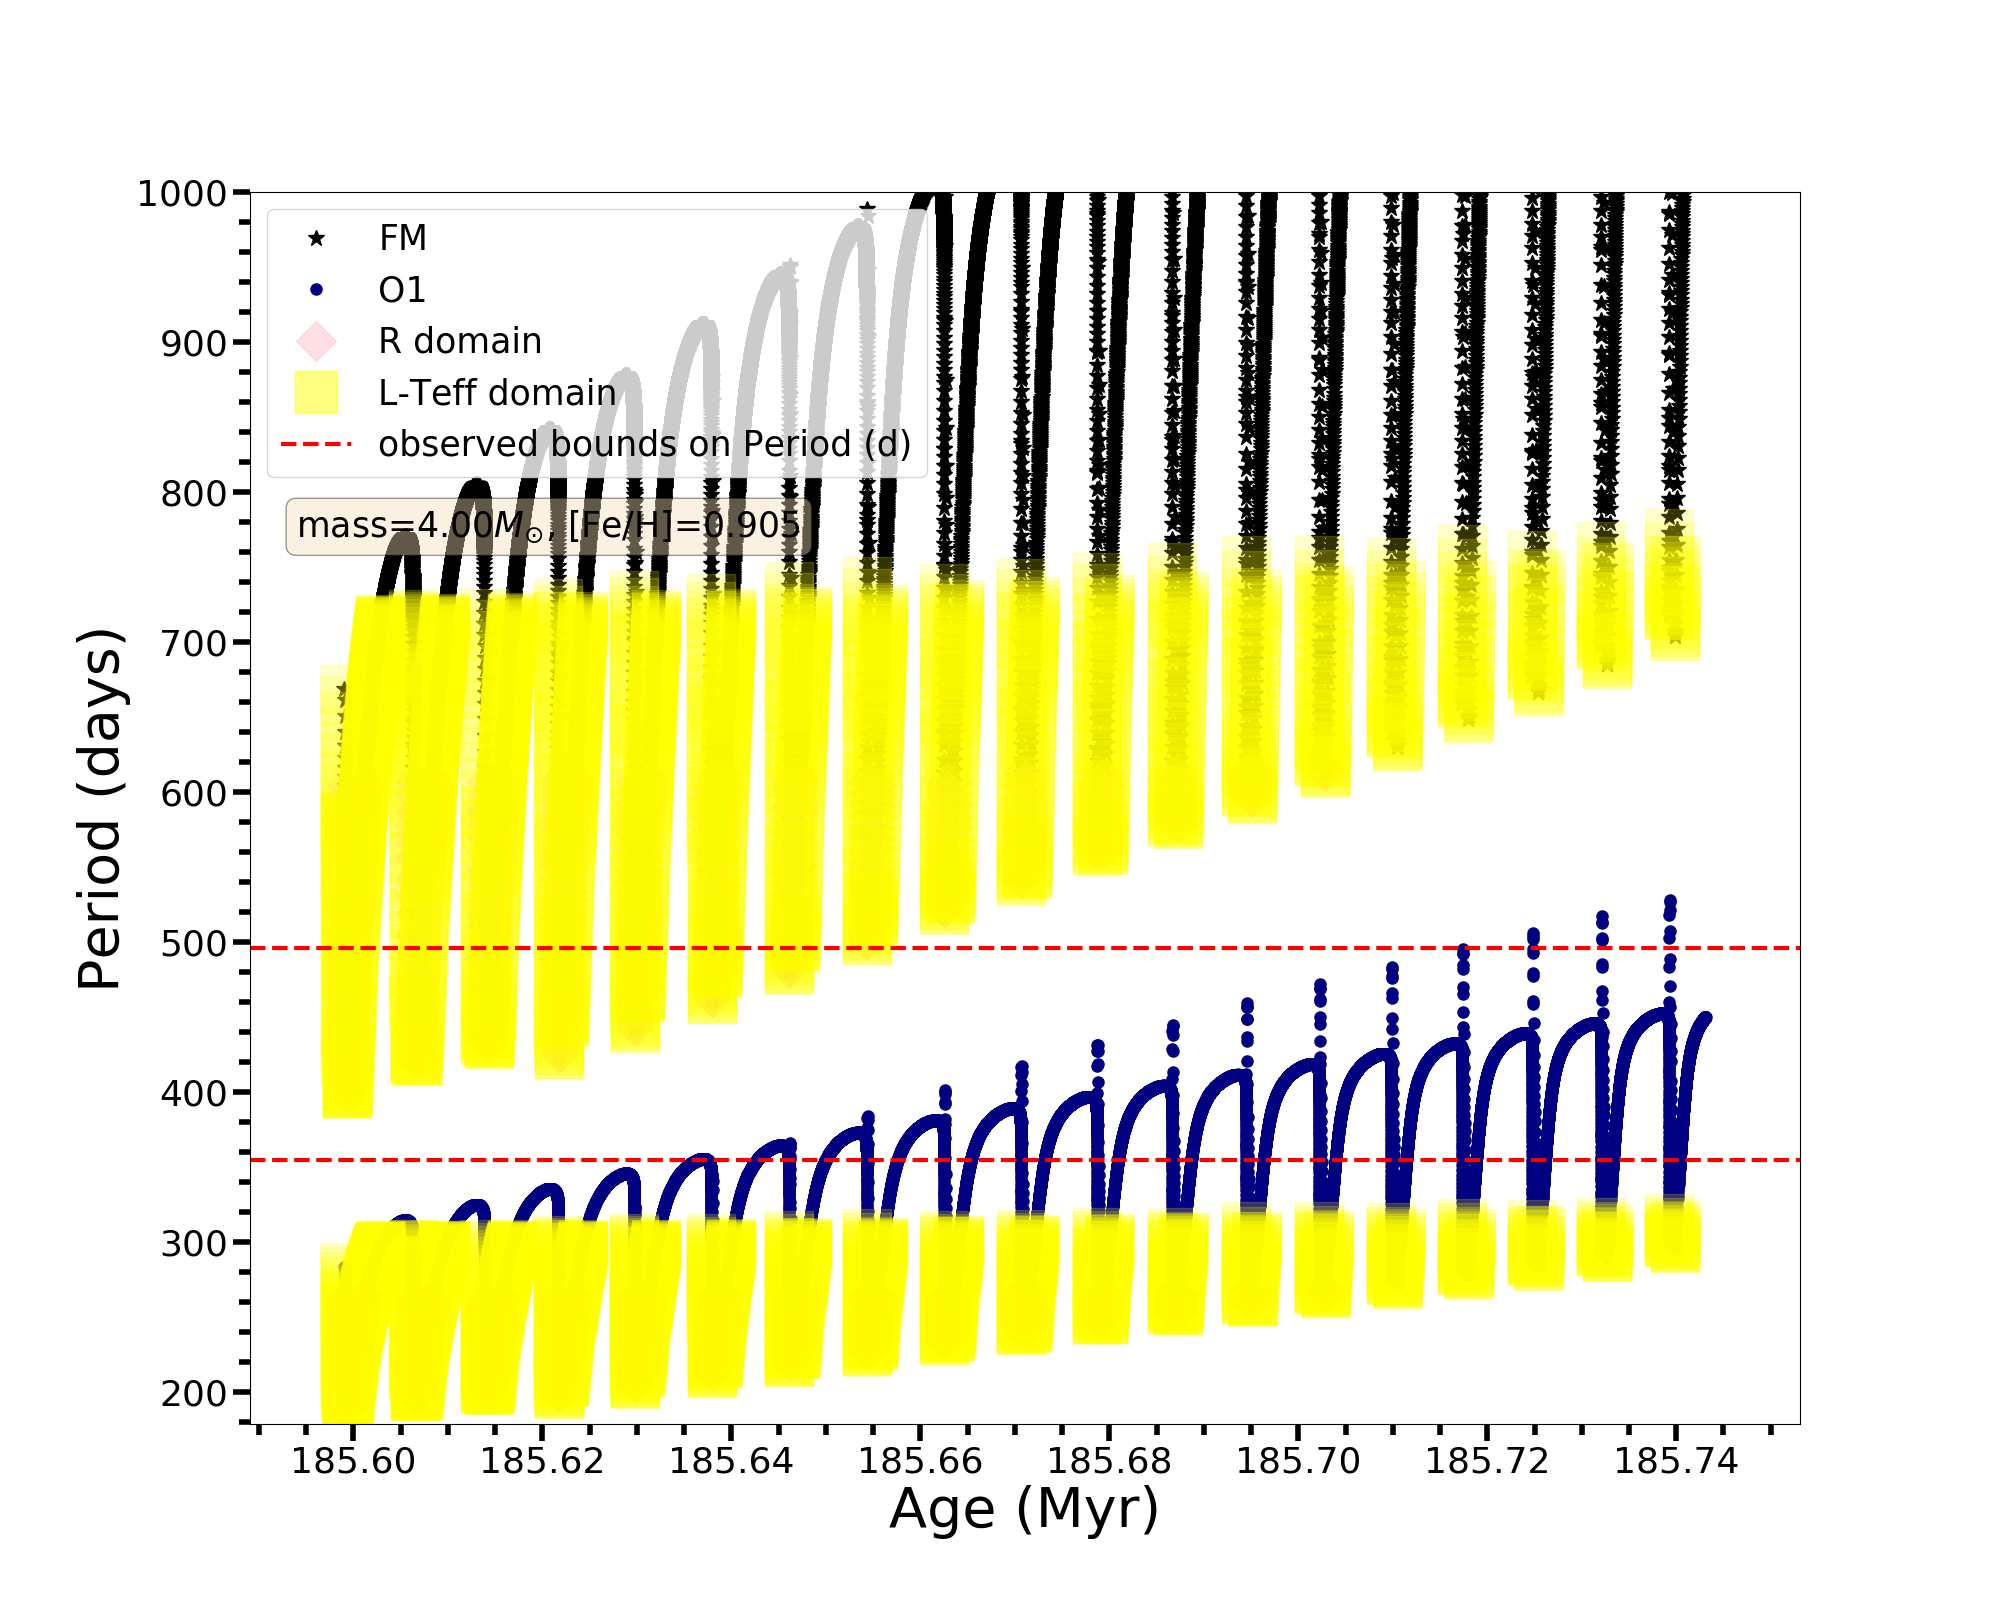 FM
O1
R domain
L-Teff domain
observed bounds on Period (d)
mass=4.00M⊙, [Fe/H]=0.905
1000
900
800
700
600
500
400
300
200
Period (days)
185.60 185.62 185.64 185.66 185.68 185.70 185.72 185.74
Age (Myr)